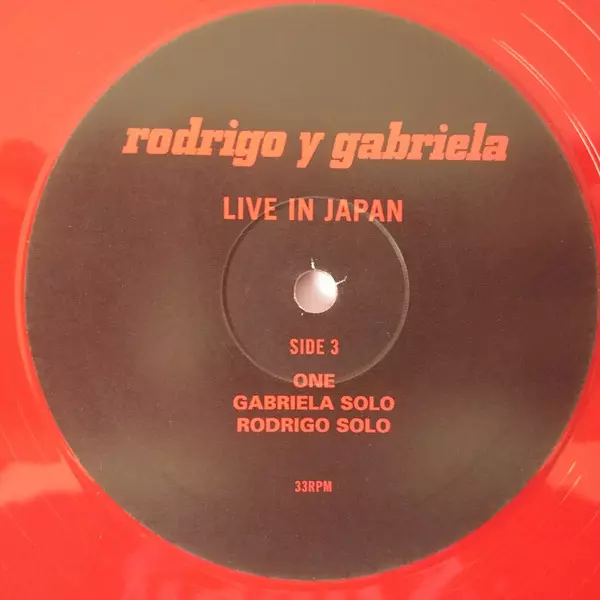 rodrigo y gabriela
LIVE IN JAPAN
SIDE 3
ONE
GABRIELA SOLO
RODRIGO SOLO
33RPM